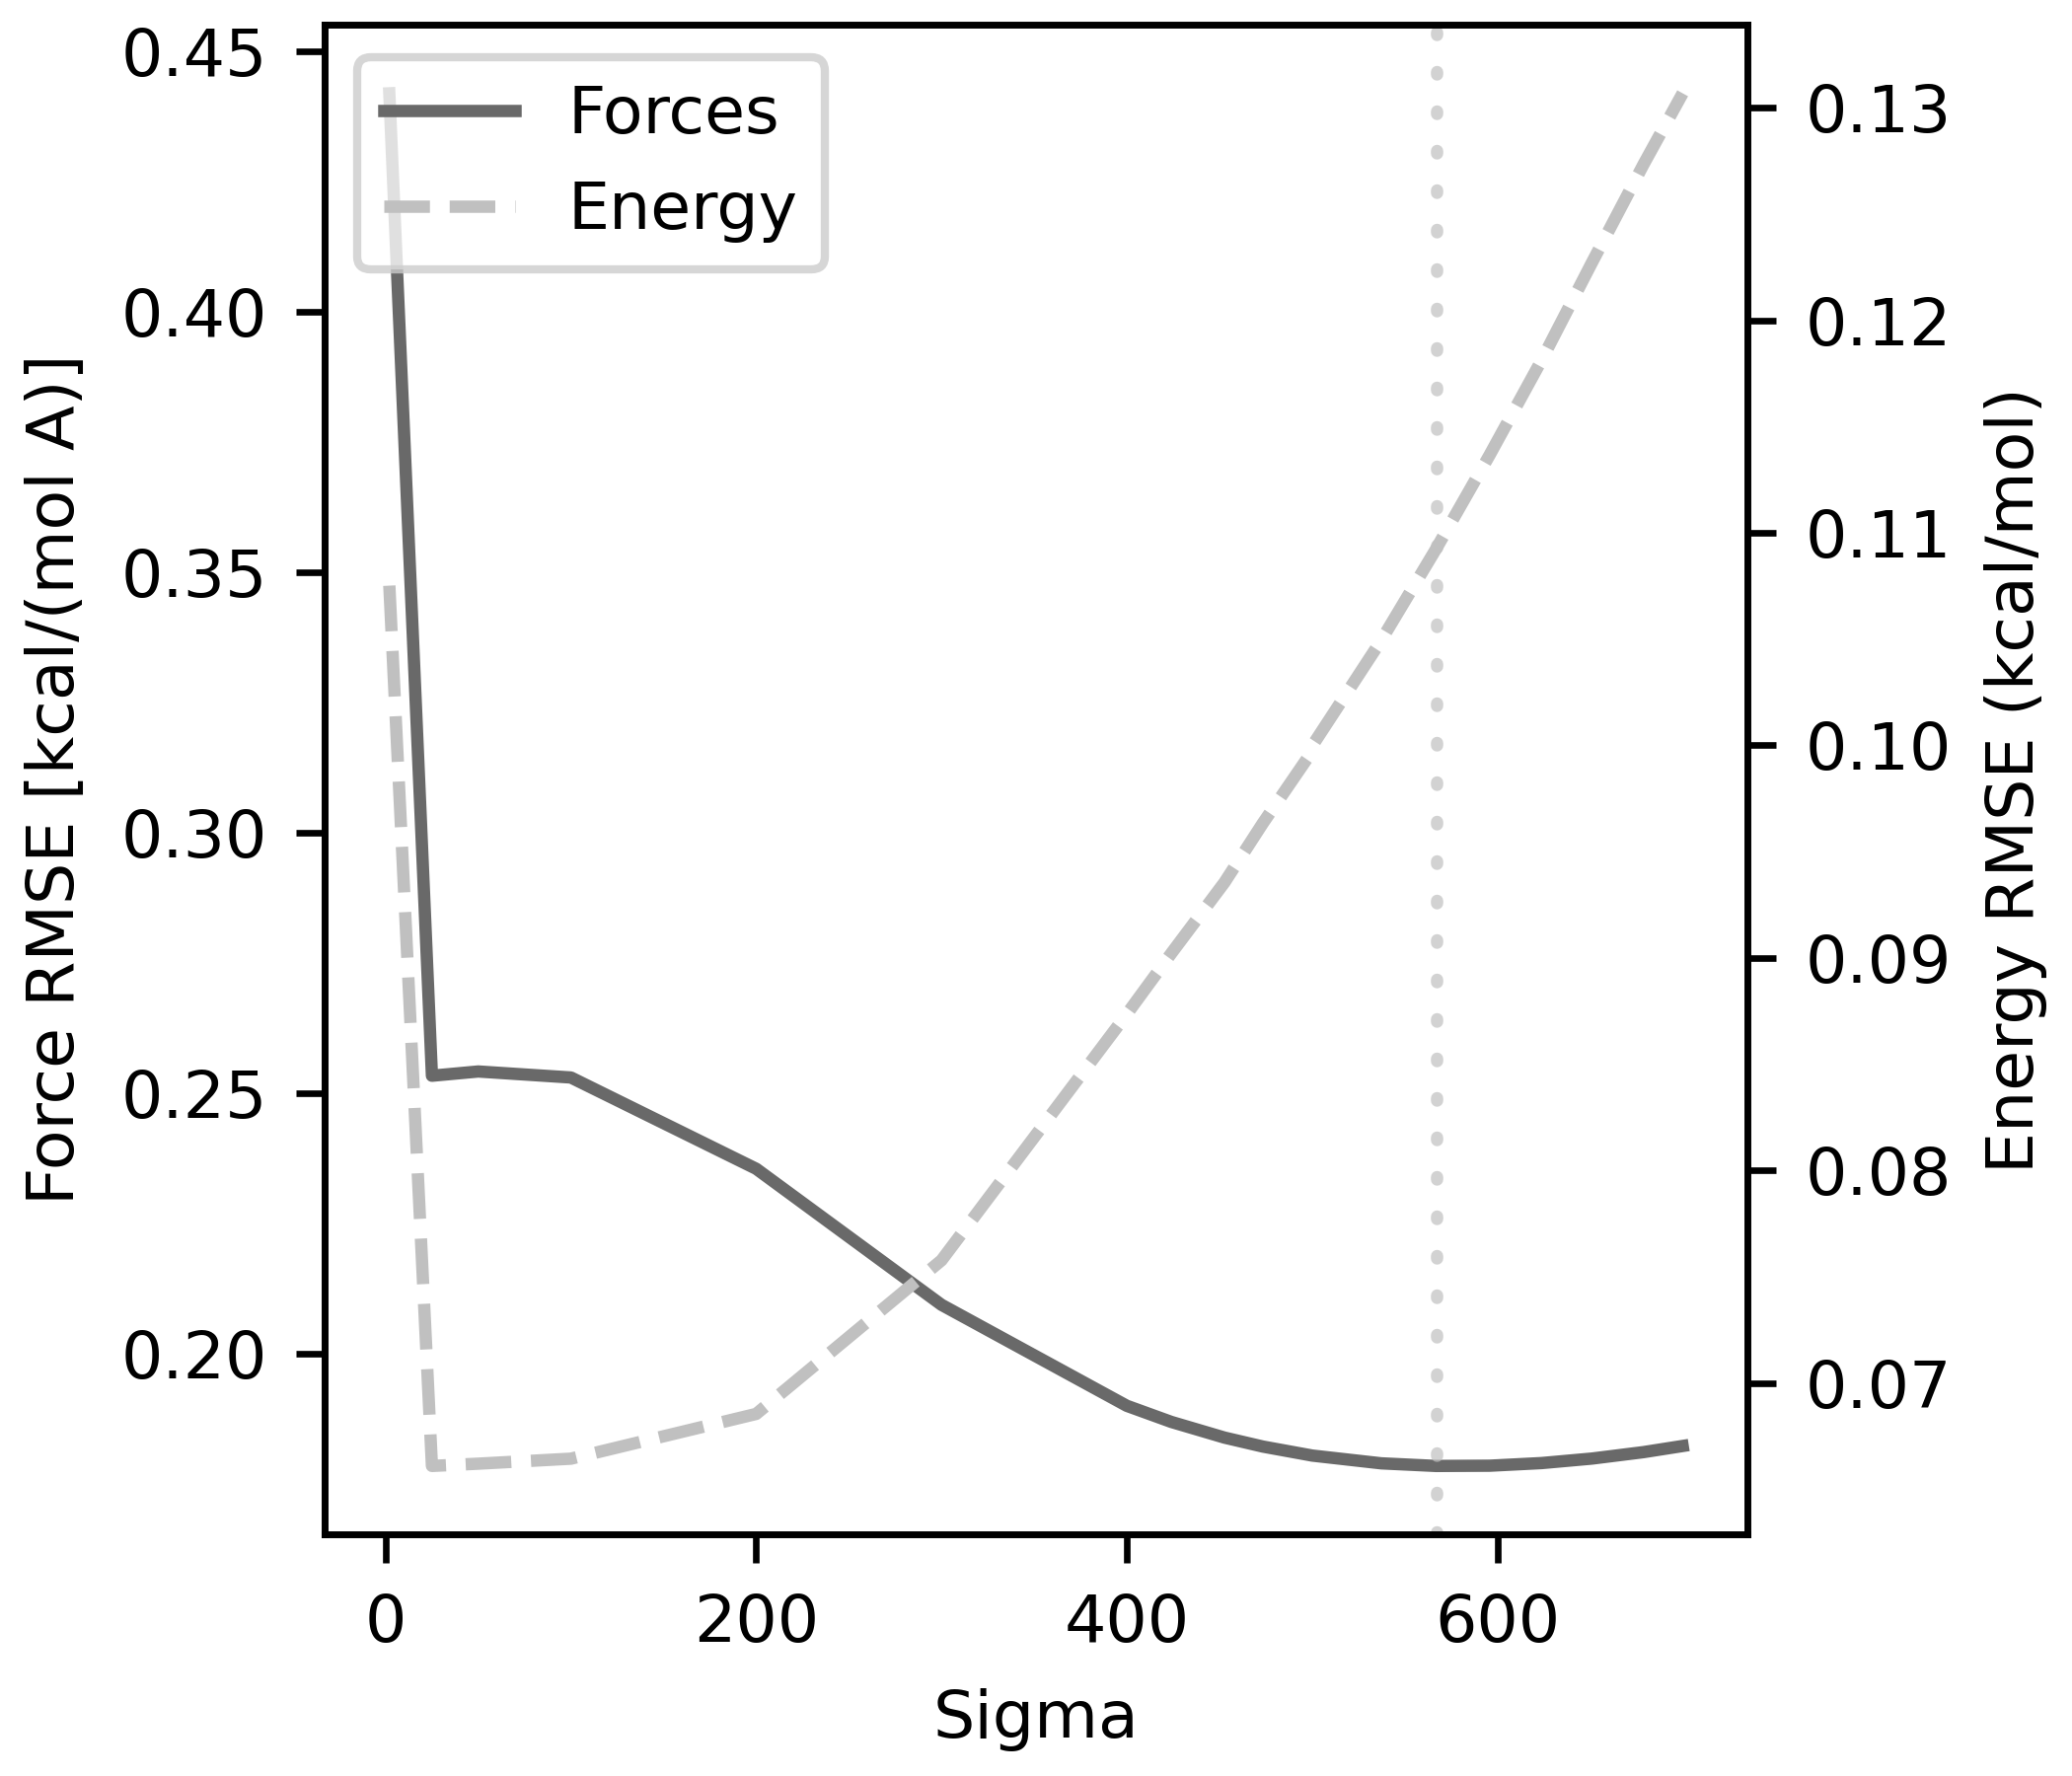 Forces
Energy
0.45
0.40
0.35
0.30
0.25
0.20
Force RMSE [kcal/(mol A)]
0.13
0.12
0.11
0.10
0.09
0.08
0.07
Energy RMSE (kcal/mol)
0 200 400 600
Sigma